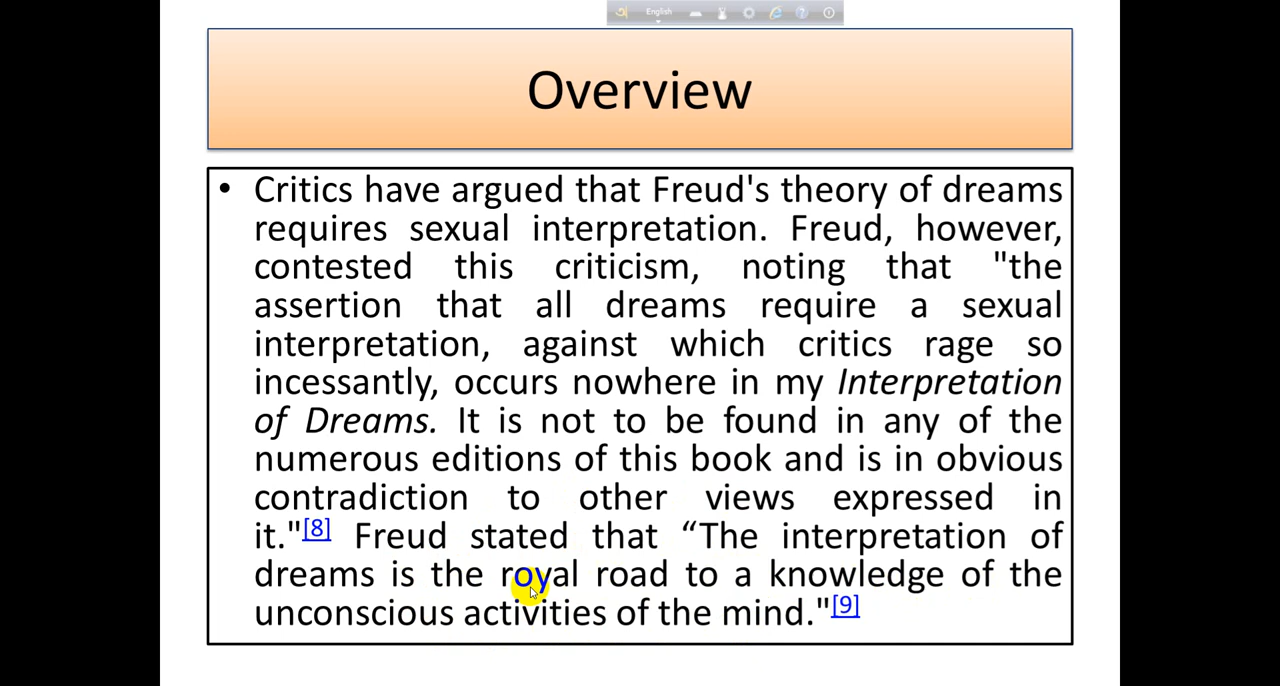 অ English
Overview
• Critics have argued that Freud's theory of dreams
requires sexual interpretation. Freud, however,
contested this criticism, noting that "the
assertion that all dreams require a sexual
interpretation, against which critics rage so
incessantly, occurs nowhere in my Interpretation
of Dreams. It is not to be found in any of the
numerous editions of this book and is in obvious
contradiction to other views expressed in
it."[8] Freud stated that “The interpretation of
dreams is the royal road to a knowledge of the
unconscious activities of the mind."[9]